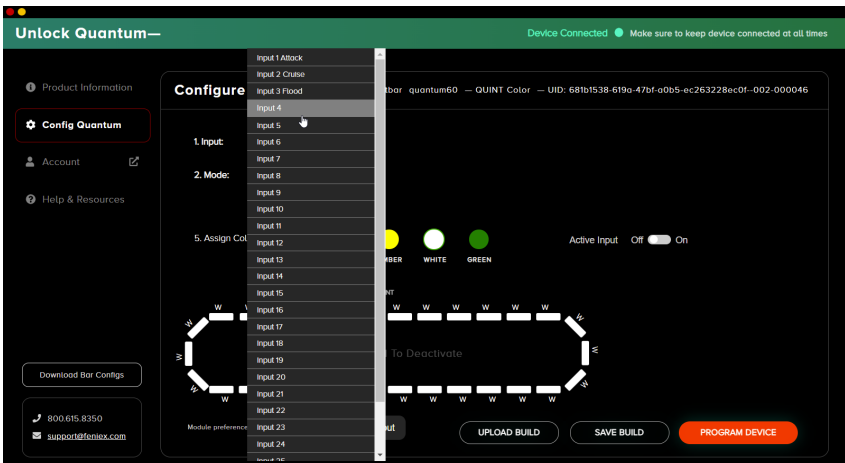 Unlock Quantum—
Device Connected Make sure to keep device connected at all times
Product Information
Config Quantum
Account
Help & Resources
Download Bar Configs
800.615.8350
support@feniex.com
Configure
tbar quantum60 — QUINT Color — UID: 681b1538-619a-47bf-a0b5-ec263228ec0f--002-000046
1. Input:
2. Mode:
5. Assign Col
Input 1 Attack
Input 2 Cruise
Input 3 Flood
Input 4
Input 5
Input 6
Input 7
Input 8
Input 9
Input 10
Input 11
Input 12
Input 13
Input 14
Input 15
Input 16
Input 17
Input 18
Input 19
Input 20
Input 21
Input 22
Input 23
Input 24
Input 25
MBER WHITE GREEN
Active Input Off On
NT
W W W W W W W
W W
W W
l To Deactivate
W W
W W W W W W
Module preference
out
UPLOAD BUILD
SAVE BUILD
PROGRAM DEVICE